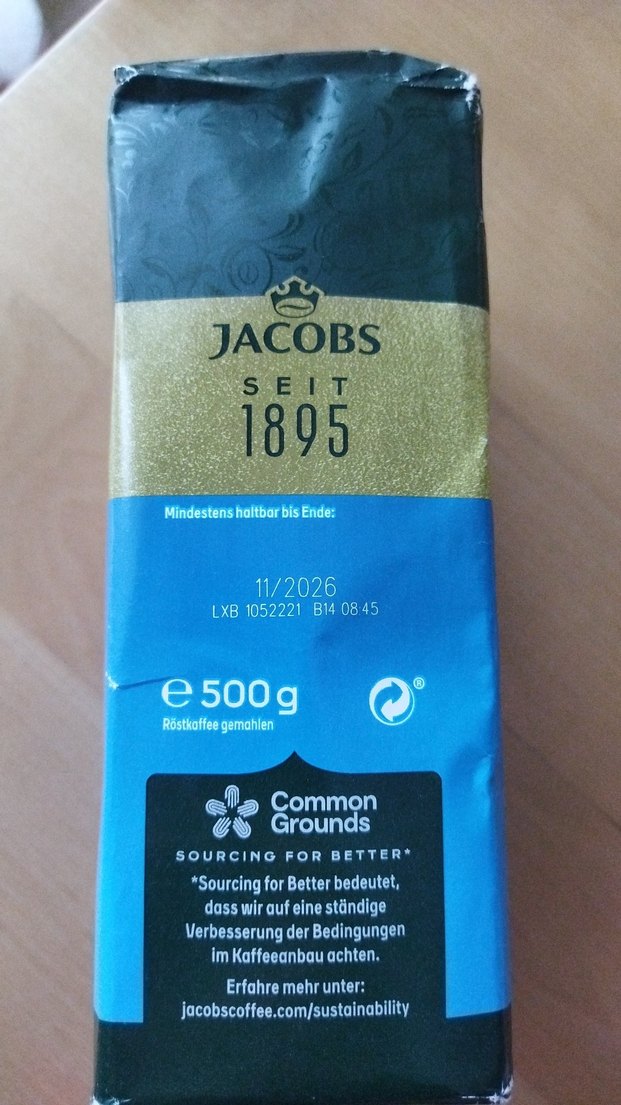 JACOBS
SEIT
1895
Mindestens haltbar bis Ende:
11/2026
LXB 1052221 B14 08:45
℮ 500 g
®
Röstkaffee gemahlen
Common
Grounds
SOURCING FOR BETTER*
*Sourcing for Better bedeutet,
dass wir auf eine ständige
Verbesserung der Bedingungen
im Kaffeeanbau achten.
Erfahre mehr unter:
jacobscoffee.com/sustainability